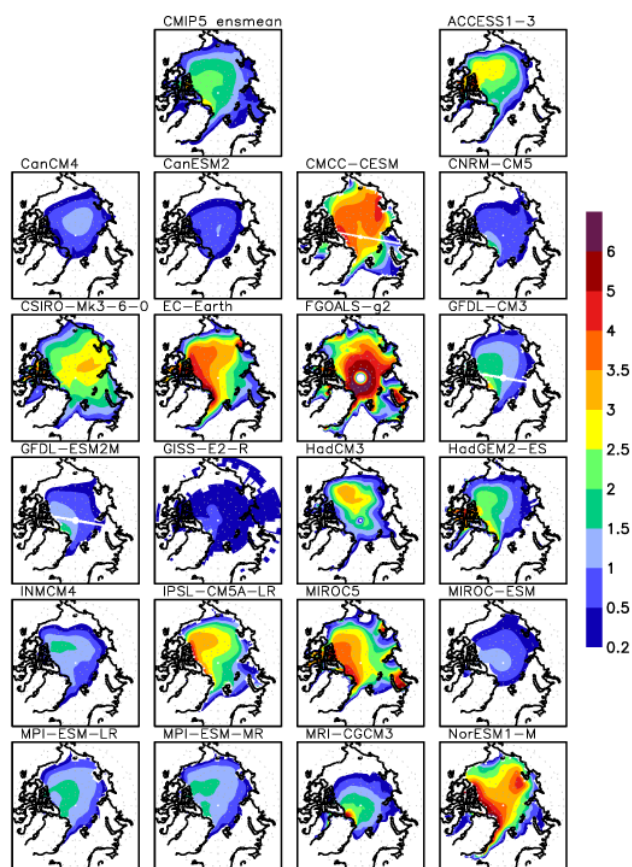 CMIP5 ensmean ACCESS1-3
CanCM4 CanESM2 CMCC-CESM CNRM-CM5
CSIRO-Mk3-6-0 EC-Earth FGOALS-g2 GFDL-CM3
GFDL-ESM2M GISS-E2-R HadCM3 HadGEM2-ES
INMCM4 IPSL-CM5A-LR MIROC5 MIROC-ESM
MPI-ESM-LR MPI-ESM-MR MRI-CGCM3 NorESM1-M
6
5
4
3.5
3
2.5
2
1.5
1
0.5
0.2